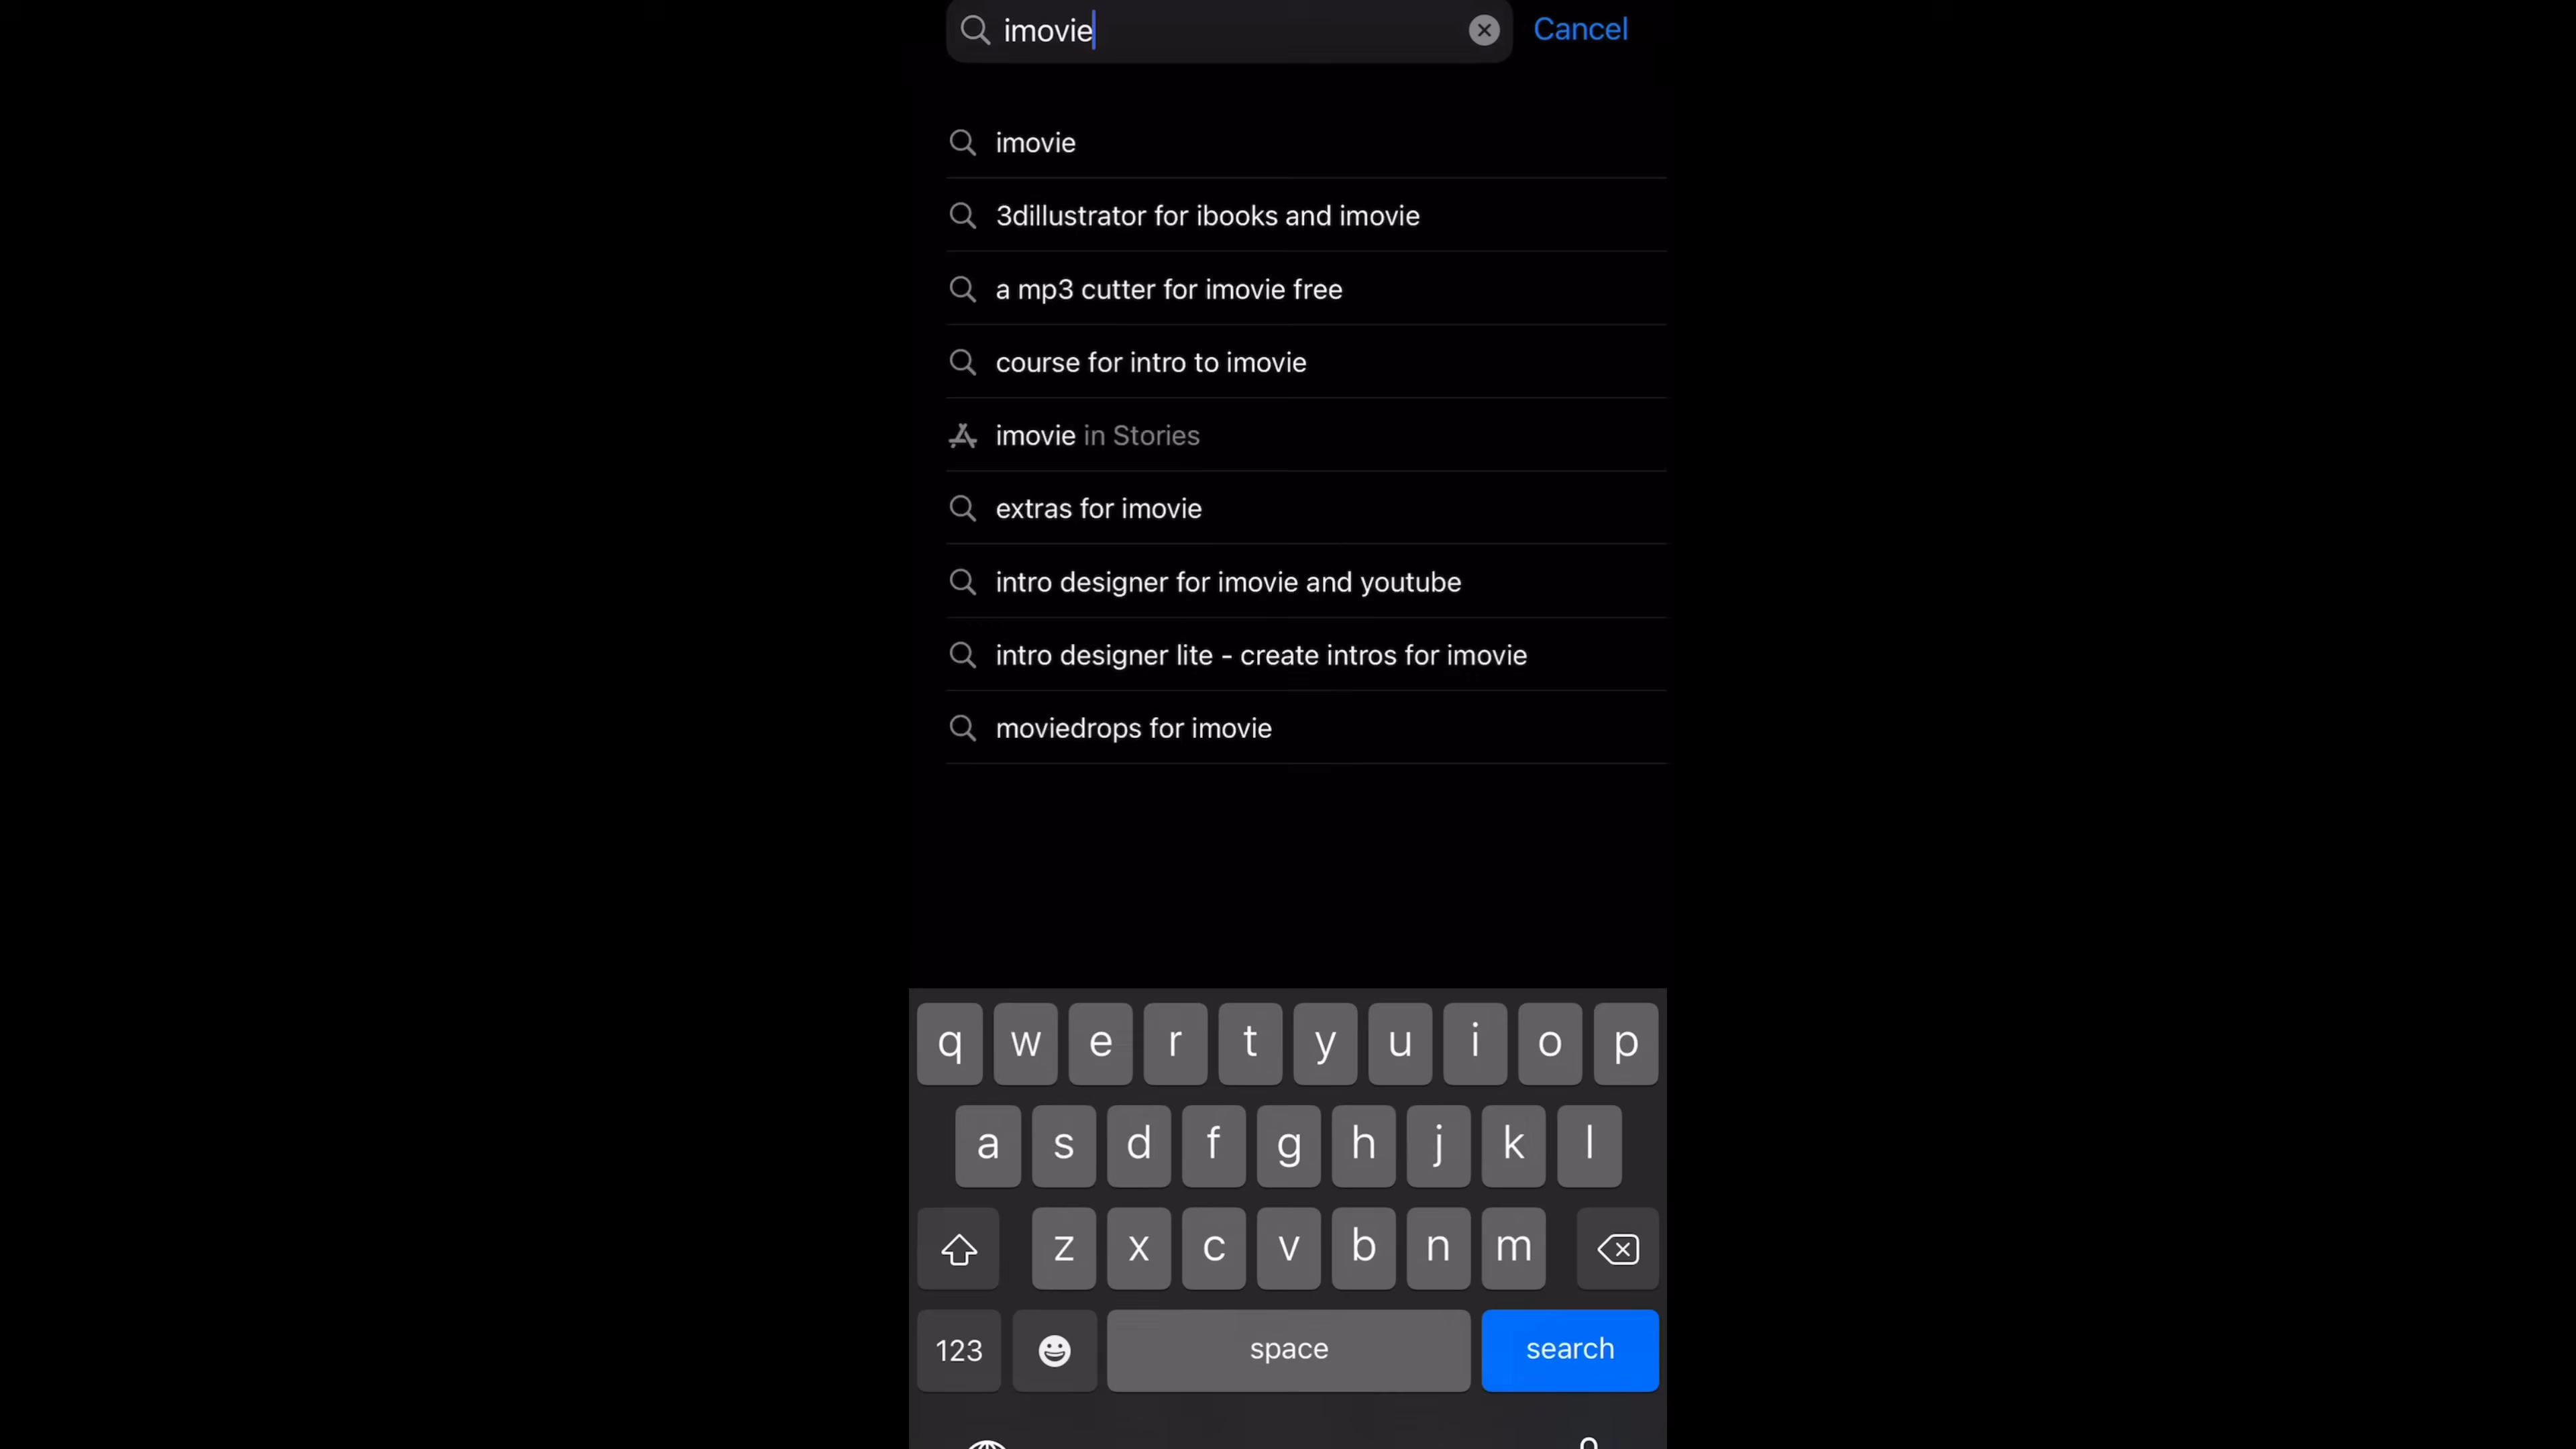 imovie Cancel
imovie
3dillustrator for ibooks and imovie
a mp3 cutter for imovie free
course for intro to imovie
imovie in Stories
extras for imovie
intro designer for imovie and youtube
intro designer lite - create intros for imovie
moviedrops for imovie
q w e r t y u i o p
a s d f g h j k l
z x c v b n m
123 space search